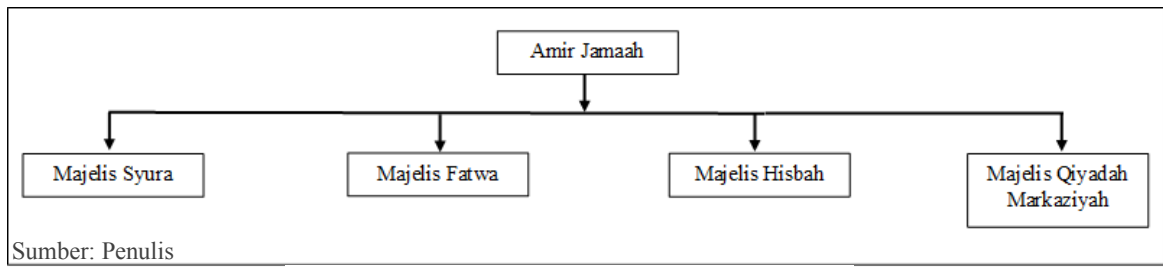 Amir Jamaah
Majelis Syura
Majelis Fatwa
Majelis Hisbah
Majelis Qiyadah
Markaziyah
Sumber: Penulis